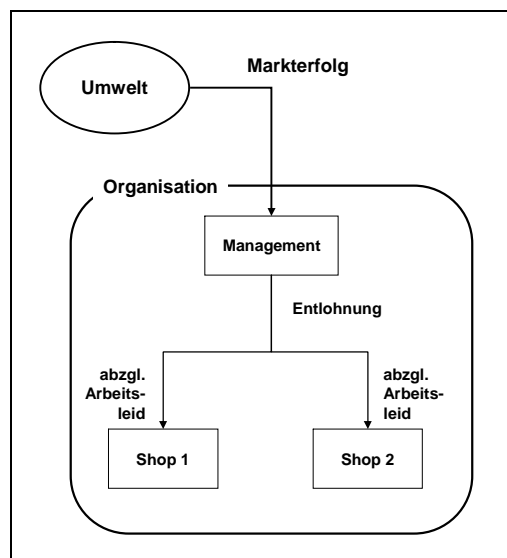 Markterfolg
Umwelt
Organisation
Management
Entlohnung
abzgl.
Arbeits-
leid
abzgl.
Arbeits-
leid
Shop 1
Shop 2